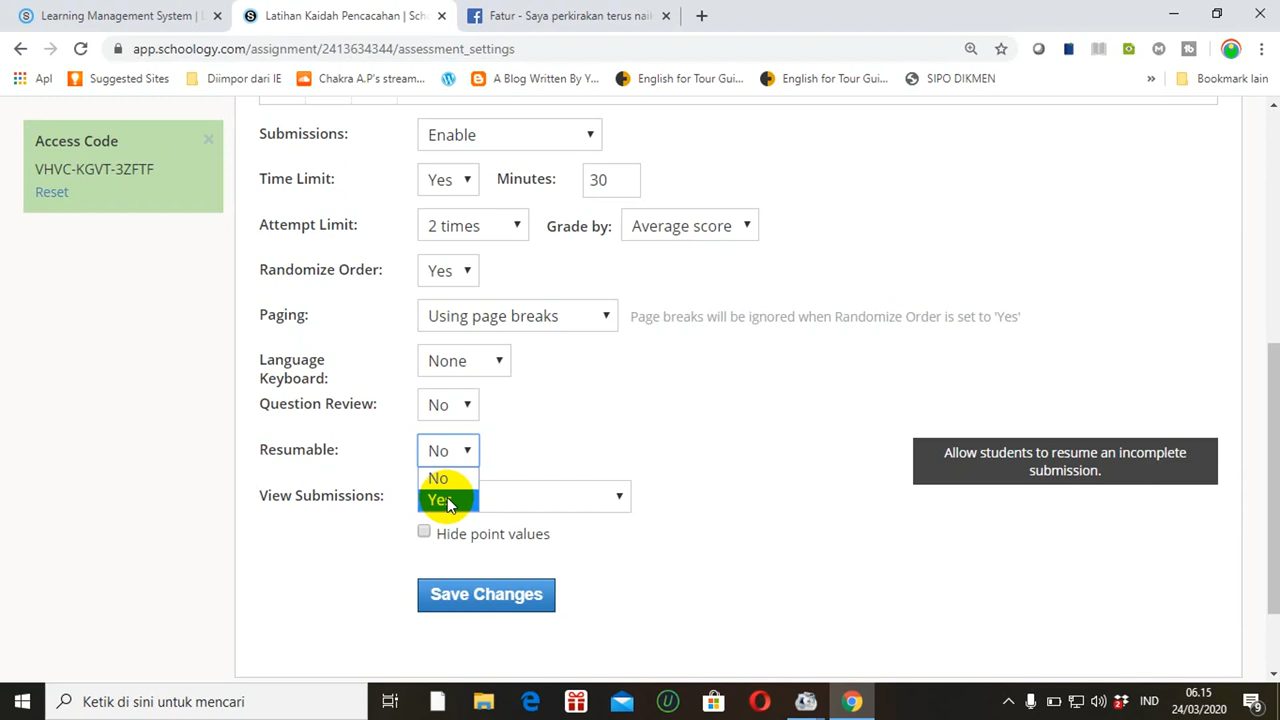 Learning Management System | L
Latihan Kaidah Pencacahan | Scho
Fatur - Saya perkirakan terus naik
app.schoology.com/assignment/2413634344/assessment_settings
Apl
Suggested Sites
Diimpor dari IE
Chakra A.P's stream...
A Blog Written By Y...
English for Tour Gui...
English for Tour Gui...
SIPO DIKMEN
»
Bookmark lain
Access Code
VHVC-KGVT-3ZFTF
Reset
Submissions: Enable
Time Limit: Yes Minutes: 30
Attempt Limit: 2 times Grade by: Average score
Randomize Order: Yes
Paging: Using page breaks Page breaks will be ignored when Randomize Order is set to 'Yes'
Language
Keyboard: None
Question Review: No
Resumable: No
Allow students to resume an incomplete
submission.
No
Yes
View Submissions:
Hide point values
Save Changes
Ketik di sini untuk mencari
IND
06.15
24/03/2020
9